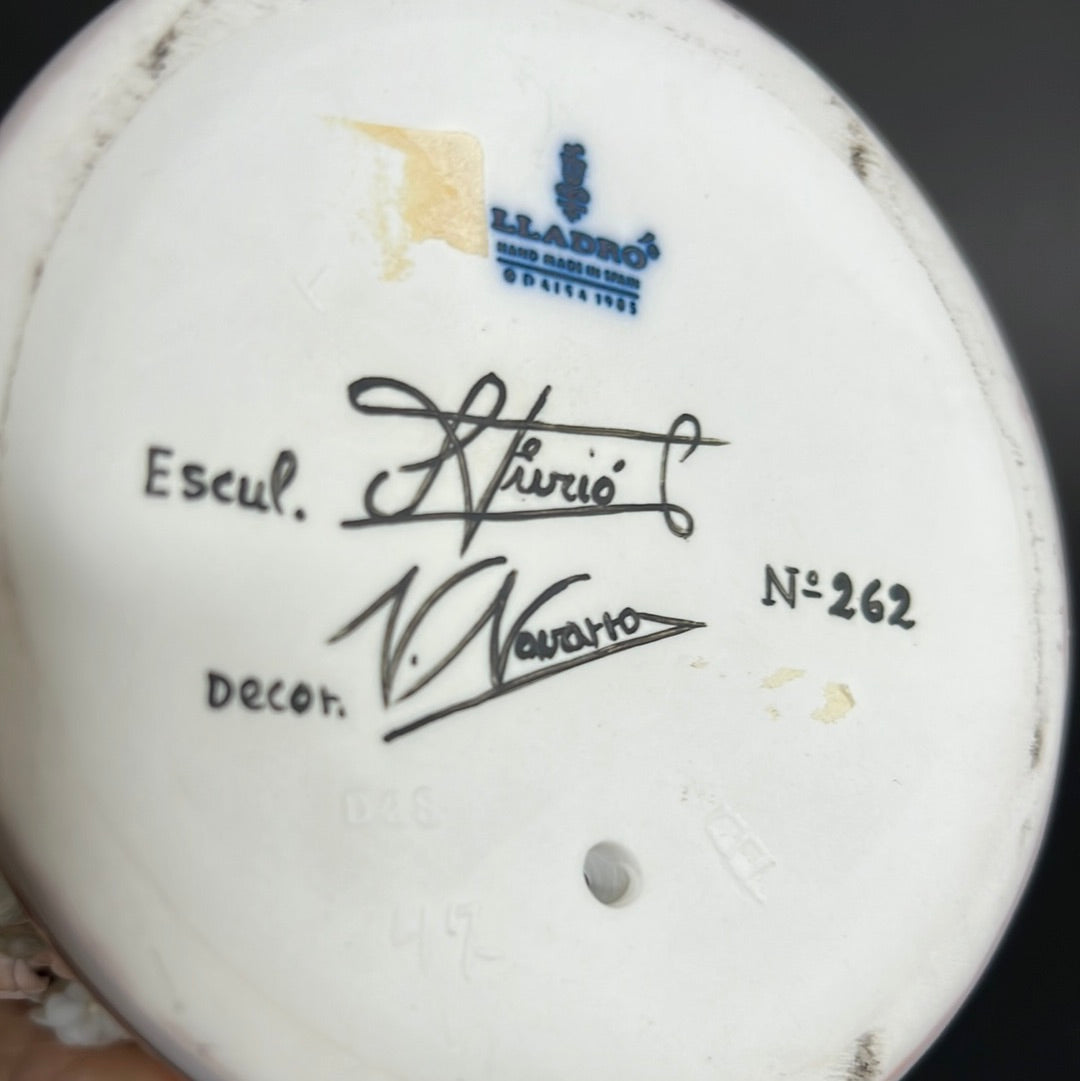 LLADRÓ
HAND MADE IN SPAIN
© DAISA 1985
Escul.
Nº 262
V. Navarro
Decor.